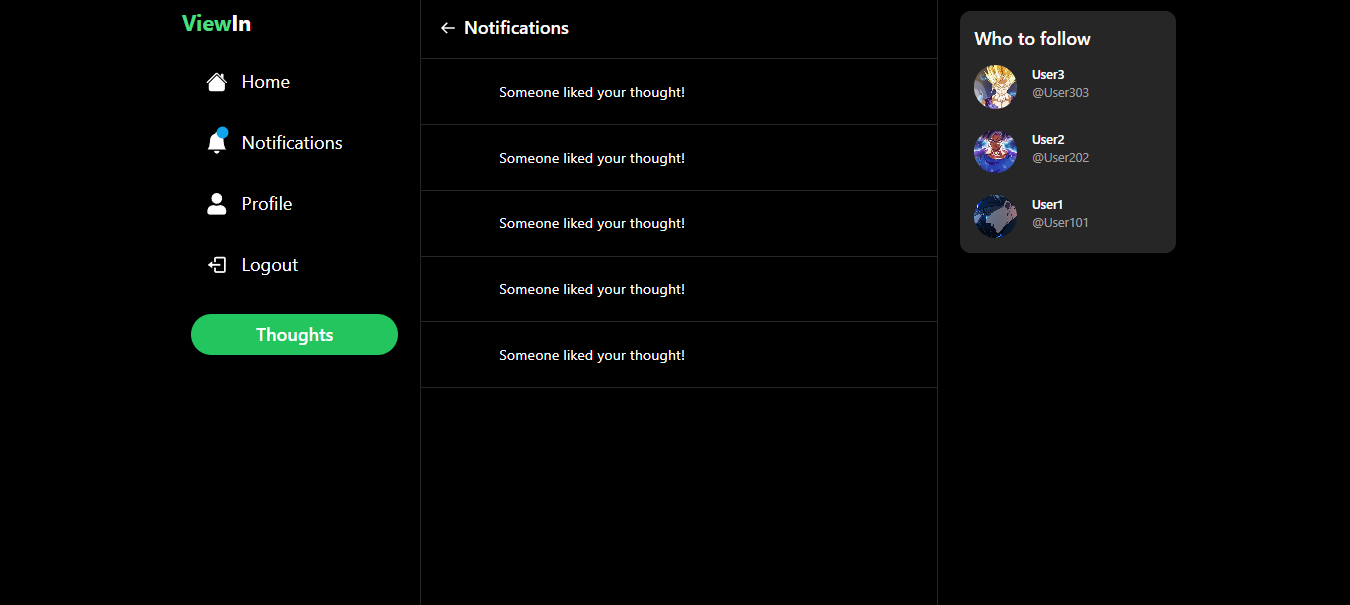 ViewIn
Home
Notifications
Profile
Logout
Thoughts
Notifications
Someone liked your thought!
Someone liked your thought!
Someone liked your thought!
Someone liked your thought!
Someone liked your thought!
Who to follow
User3
@User303
User2
@User202
User1
@User101